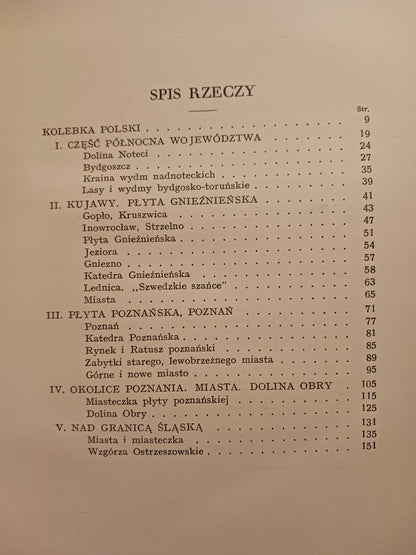 SPIS RZECZY
Str.
KOLEBKA POLSKI . . . . . . . . . . . . . . . . 9
I. CZĘŚĆ PÓŁNOCNA WOJEWÓDZTWA . . . . . . . 19
Dolina Noteci . . . . . . . . . . . . . . . . 24
Bydgoszcz . . . . . . . . . . . . . . . . 27
Kraina wydm nadnoteckich . . . . . . . . . . . 35
Lasy i wydmy bydgosko-toruńskie . . . . . . . . 39
II. KUJAWY. PŁYTA GNIEŹNIEŃSKA . . . . . . . 41
Gopło, Kruszwica . . . . . . . . . . . . . . 43
Inowrocław, Strzelno . . . . . . . . . . . . . 47
Płyta Gnieźnieńska . . . . . . . . . . . . . 51
Jeziora . . . . . . . . . . . . . . . . 54
Gniezno . . . . . . . . . . . . . . . . 57
Katedra Gnieźnieńska . . . . . . . . . . . . 58
Lednica. „Szwedzkie szańce" . . . . . . . . . 63
Miasta . . . . . . . . . . . . . . . . 65
III. PŁYTA POZNAŃSKA, POZNAŃ . . . . . . . . 71
Poznań . . . . . . . . . . . . . . . . 77
Katedra Poznańska . . . . . . . . . . . . . 81
Rynek i Ratusz poznański . . . . . . . . . . 85
Zabytki starego, lewobrzeżnego miasta . . . . . . 89
Górne i nowe miasto . . . . . . . . . . . . 95
IV. OKOLICE POZNANIA. MIASTA. DOLINA OBRY . 105
Miasteczka płyty poznańskiej . . . . . . . . . 115
Dolina Obry . . . . . . . . . . . . . . . 125
V. NAD GRANICĄ ŚLĄSKĄ . . . . . . . . . . 131
Miasta i miasteczka . . . . . . . . . . . . 135
Wzgórza Ostrzeszowskie . . . . . . . . . . . 151